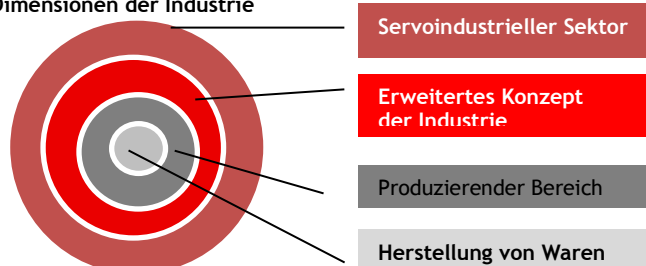 Dimensionen der Industrie
Servoindustrieller Sektor
Erweitertes Konzept
der Industrie
Produzierender Bereich
Herstellung von Waren